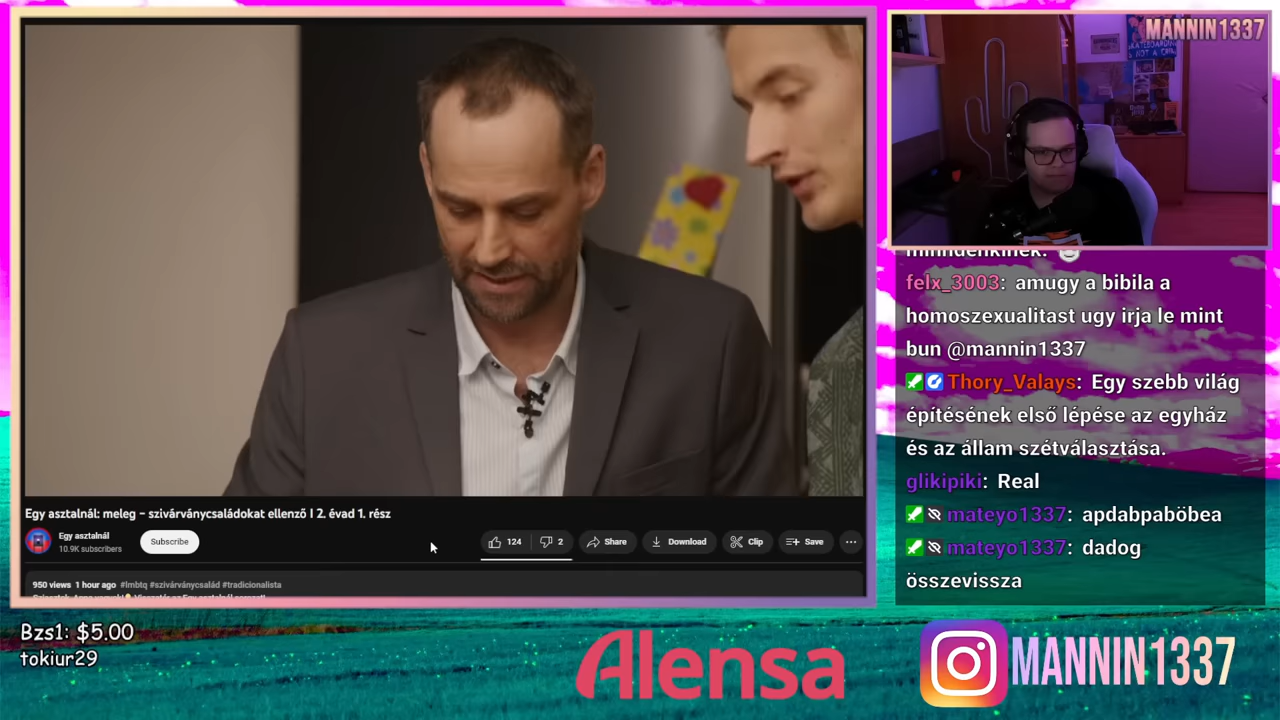 MANNIN1337
SKATEBOARDING
mindenkinek.
felx_3003: amugy a bibila a
homoszexualitast ugy irja le mint
bun @mannin1337
Thory_Valays: Egy szebb világ
építésének első lépése az egyház
és az állam szétválasztása.
glikipiki: Real
mateyo1337: apdabpaböbea
mateyo1337: dadog
összevissza
Egy asztalnál: meleg – szivárványcsaládokat ellenző I 2. évad 1. rész
Egy asztalnál
10.9K subscribers
Subscribe
124
2
Share
Download
Clip
Save
950 views 1 hour ago #lmbtq #szivárványcsalád #tradicionalista
Bzs1: $5.00
tokiur29
Alensa
MANNIN1337